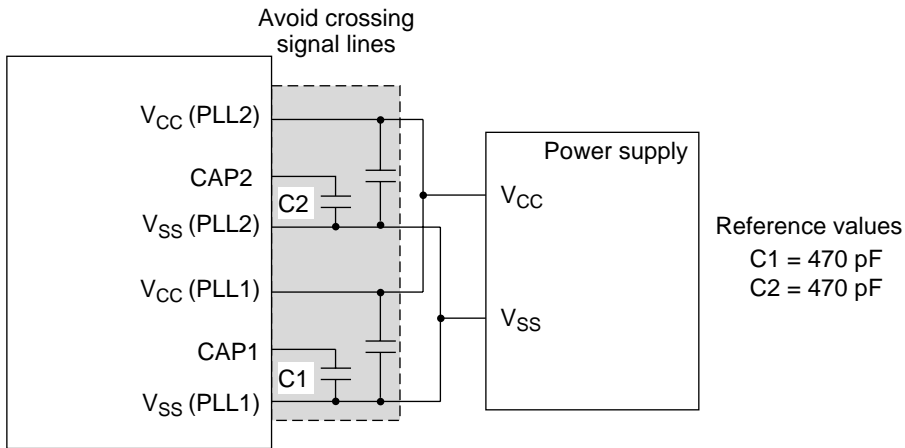 Avoid crossing
signal lines
VCC (PLL2)
CAP2
C2
VSS (PLL2)
VCC (PLL1)
CAP1
C1
VSS (PLL1)
Power supply
VCC
VSS
Reference values
C1 = 470 pF
C2 = 470 pF